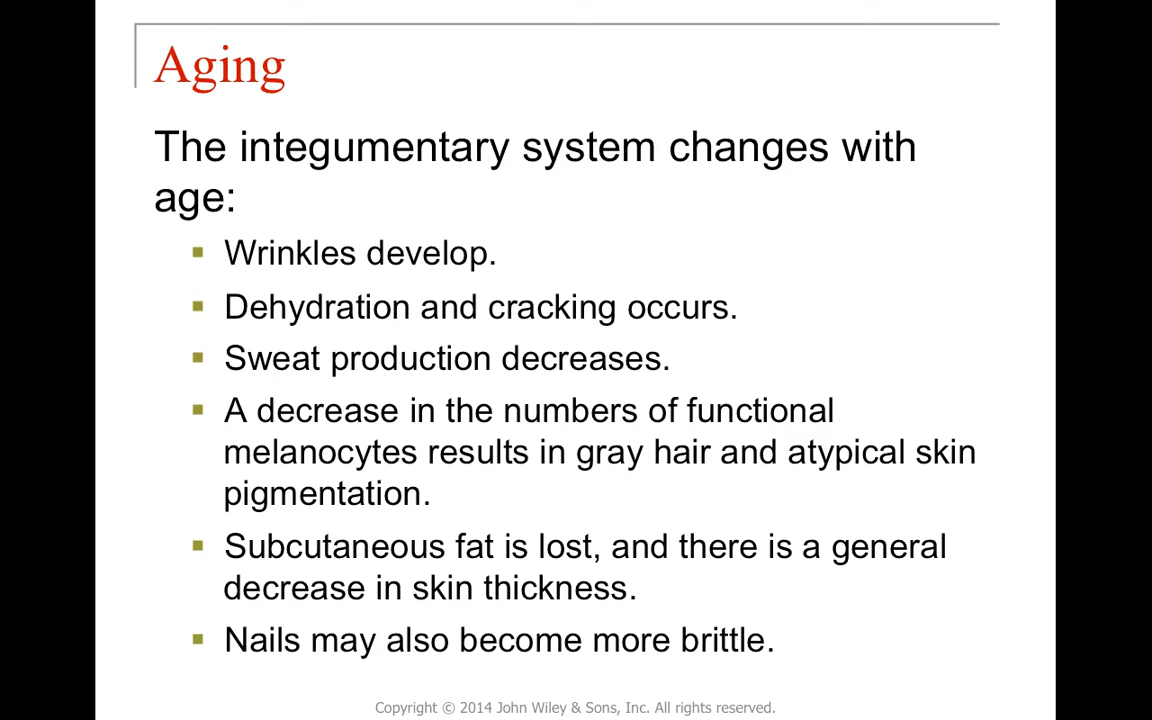 Aging
The integumentary system changes with
age:
Wrinkles develop.
Dehydration and cracking occurs.
Sweat production decreases.
A decrease in the numbers of functional
melanocytes results in gray hair and atypical skin
pigmentation.
Subcutaneous fat is lost, and there is a general
decrease in skin thickness.
Nails may also become more brittle.
Copyright © 2014 John Wiley & Sons, Inc. All rights reserved.